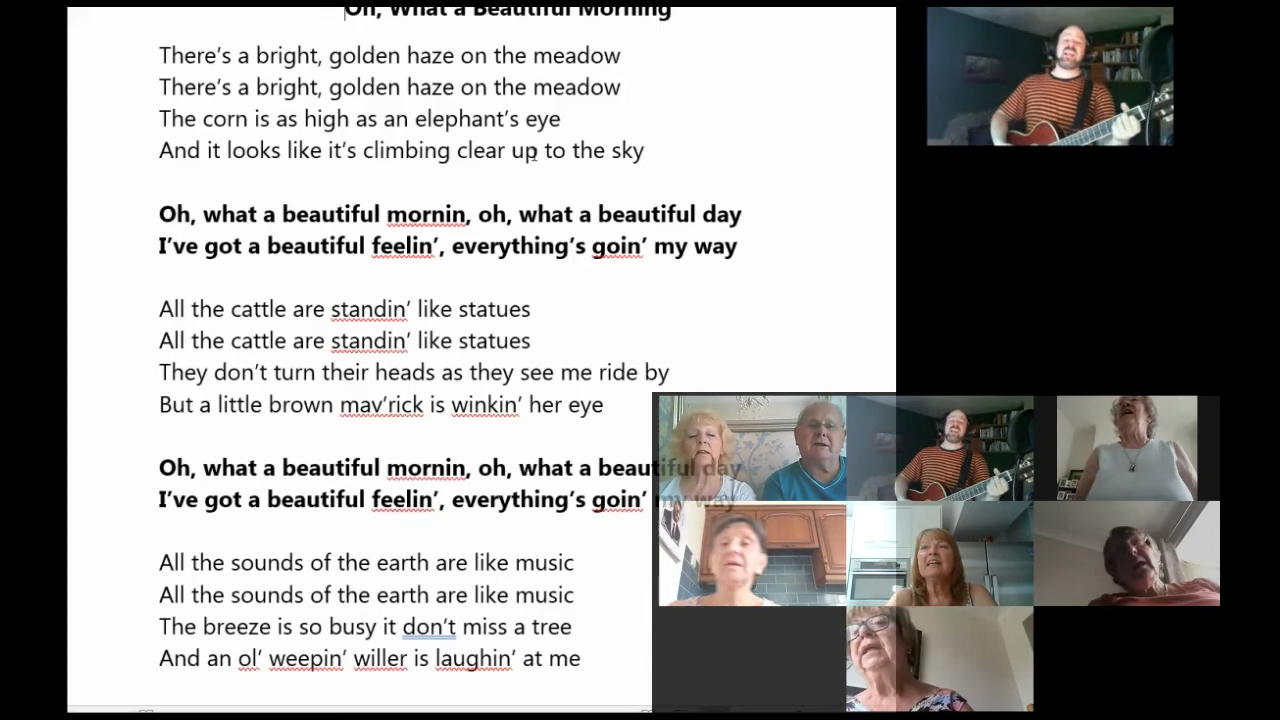 Oh, What a Beautiful Morning
There's a bright, golden haze on the meadow
There's a bright, golden haze on the meadow
The corn is as high as an elephant's eye
And it looks like it's climbing clear up to the sky
Oh, what a beautiful mornin, oh, what a beautiful day
I've got a beautiful feelin', everything's goin' my way
All the cattle are standin' like statues
All the cattle are standin' like statues
They don't turn their heads as they see me ride by
But a little brown mav'rick is winkin' her eye
Oh, what a beautiful mornin, oh, what a beautiful day
I've got a beautiful feelin', everything's goin' my way
All the sounds of the earth are like music
All the sounds of the earth are like music
The breeze is so busy it don't miss a tree
And an ol' weepin' willer is laughin' at me